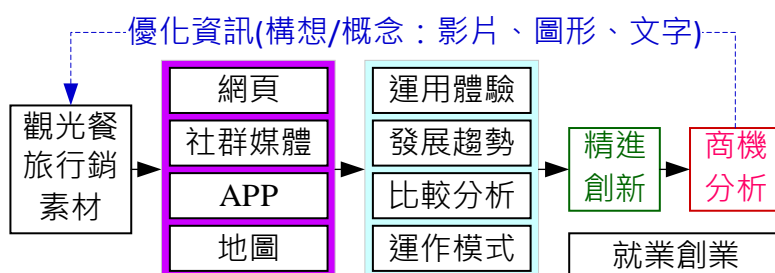 優化資訊(構想/概念：影片、圖形、文字)
觀光餐
旅行銷
素材
網頁
社群媒體
APP
地圖
運用體驗
發展趨勢
比較分析
運作模式
精進
創新
商機
分析
就業創業